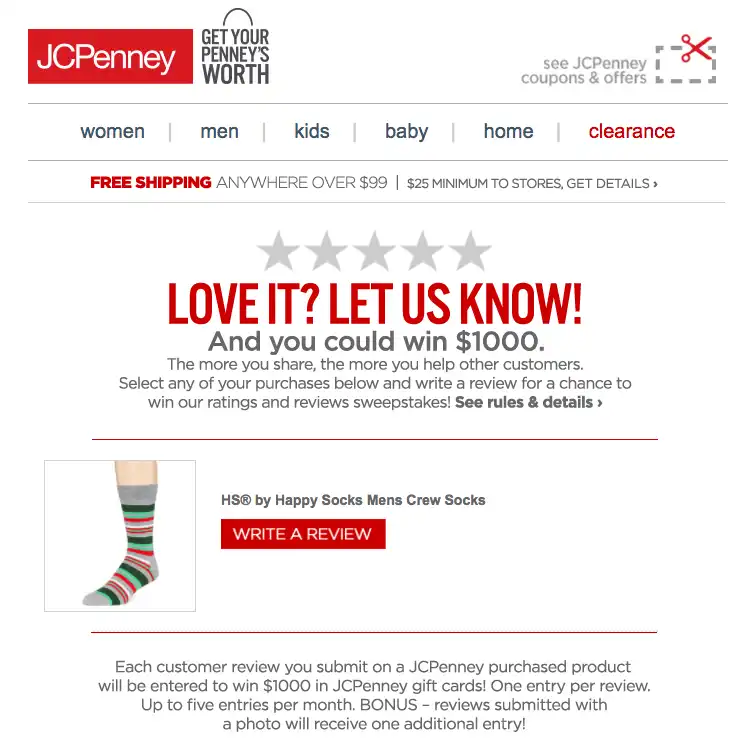 JCPenney
GET YOUR
PENNEY'S
WORTH
see JCPenney
coupons & offers
women | men | kids | baby | home | clearance
FREE SHIPPING ANYWHERE OVER $99 | $25 MINIMUM TO STORES, GET DETAILS ›
LOVE IT? LET US KNOW!
And you could win $1000.
The more you share, the more you help other customers.
Select any of your purchases below and write a review for a chance to
win our ratings and reviews sweepstakes! See rules & details ›
HS® by Happy Socks Mens Crew Socks
WRITE A REVIEW
Each customer review you submit on a JCPenney purchased product
will be entered to win $1000 in JCPenney gift cards! One entry per review.
Up to five entries per month. BONUS – reviews submitted with
a photo will receive one additional entry!